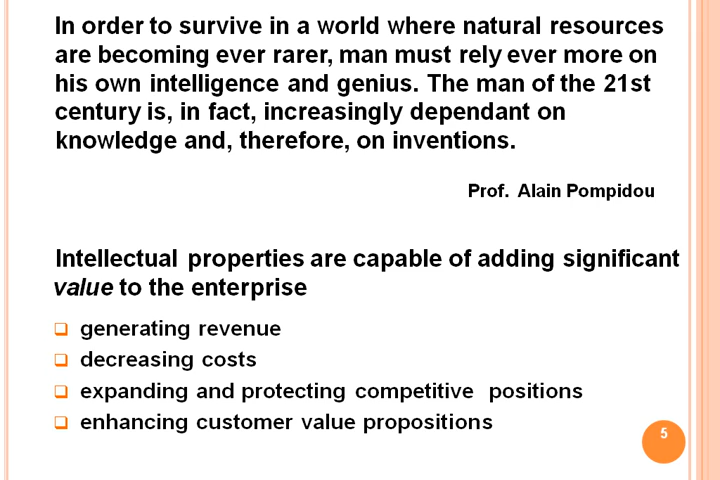 In order to survive in a world where natural resources
are becoming ever rarer, man must rely ever more on
his own intelligence and genius. The man of the 21st
century is, in fact, increasingly dependant on
knowledge and, therefore, on inventions.
Prof. Alain Pompidou
Intellectual properties are capable of adding significant
value to the enterprise
generating revenue
decreasing costs
expanding and protecting competitive positions
enhancing customer value propositions
5